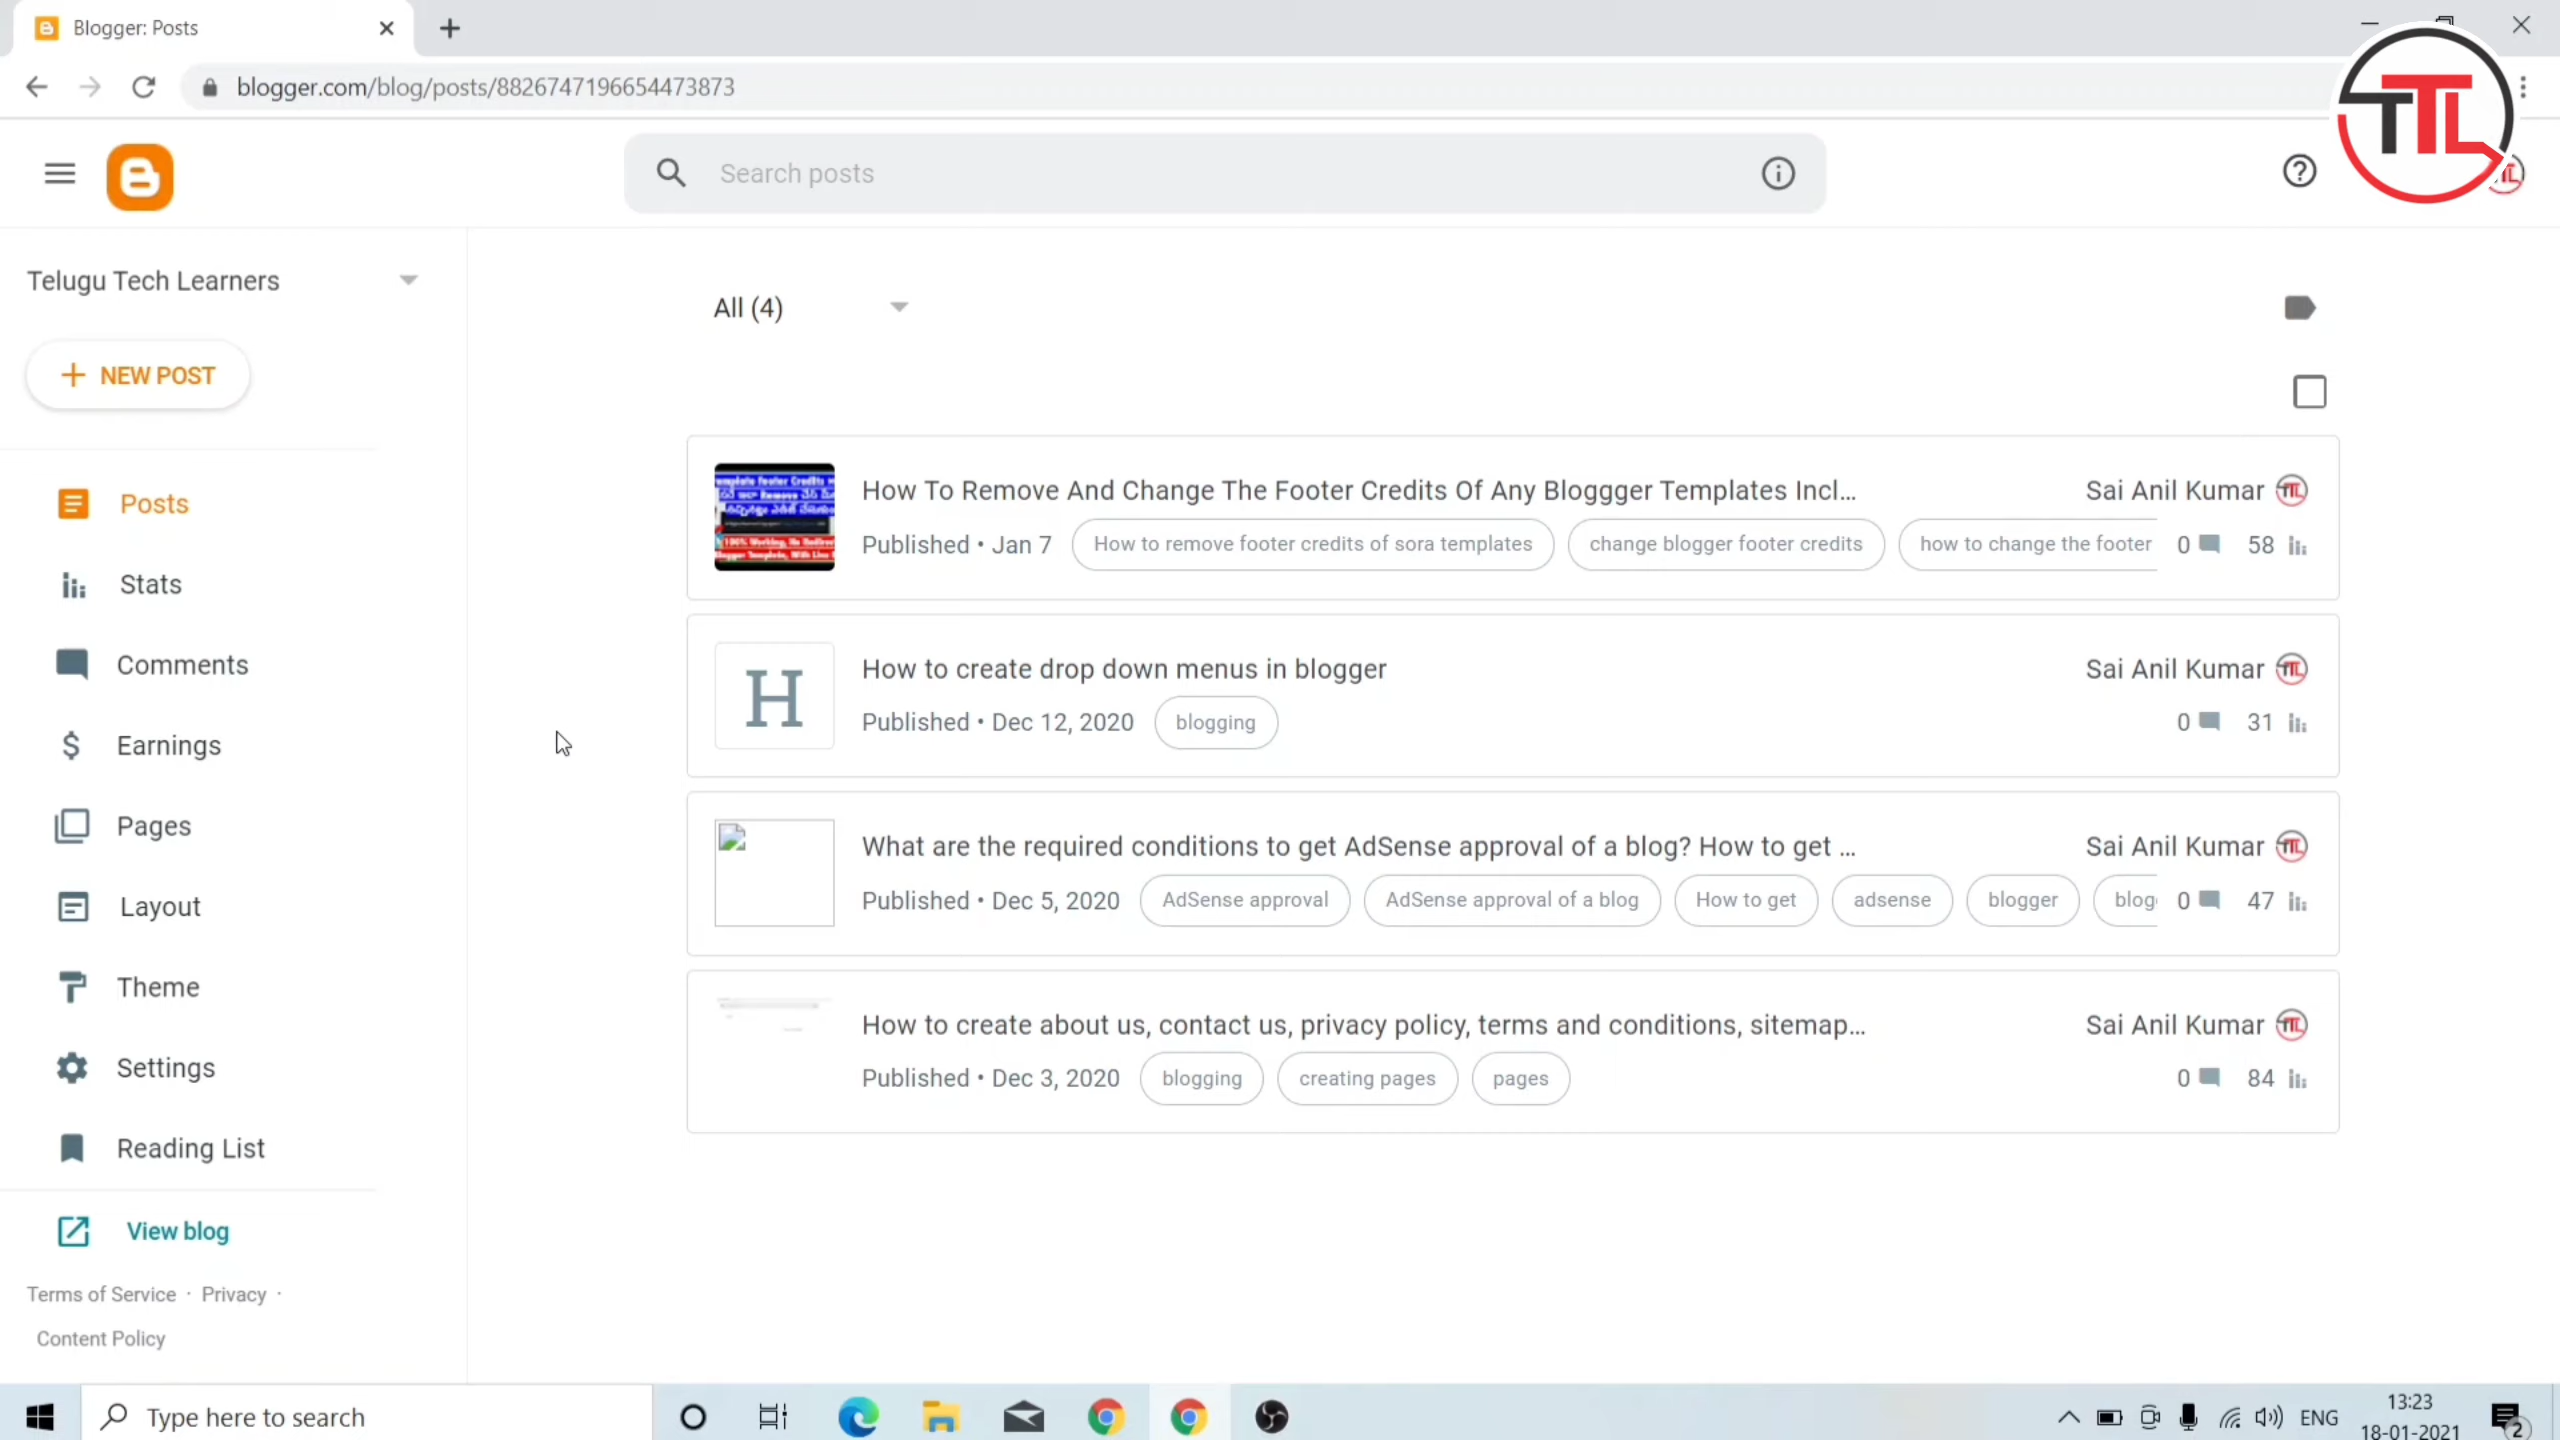 Blogger: Posts
blogger.com/blog/posts/8826747196654473873
TTL
Search posts
Telugu Tech Learners
All (4)
NEW POST
Posts
Stats
Comments
Earnings
Pages
Layout
Theme
Settings
Reading List
View blog
Terms of Service · Privacy ·
Content Policy
How To Remove And Change The Footer Credits Of Any Bloggger Templates Incl...
Sai Anil Kumar
Published • Jan 7 How to remove footer credits of sora templates change blogger footer credits how to change the footer 0 58
H
How to create drop down menus in blogger
Sai Anil Kumar
Published • Dec 12, 2020 blogging 0 31
What are the required conditions to get AdSense approval of a blog? How to get ...
Sai Anil Kumar
Published • Dec 5, 2020 AdSense approval AdSense approval of a blog How to get adsense blogger blog 0 47
How to create about us, contact us, privacy policy, terms and conditions, sitemap...
Sai Anil Kumar
Published • Dec 3, 2020 blogging creating pages pages 0 84
Type here to search
ENG
13:23
18-01-2021
2